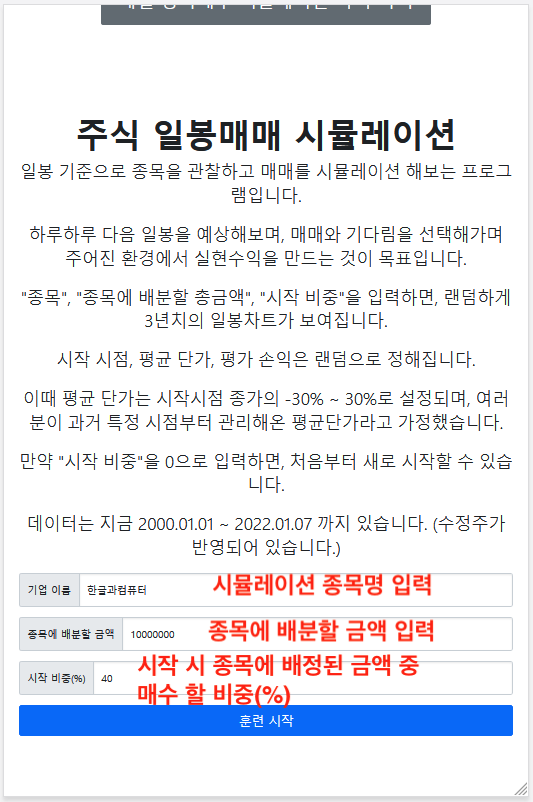 주식 일봉매매 시뮬레이션
일봉 기준으로 종목을 관찰하고 매매를 시뮬레이션 해보는 프로그
램입니다.
하루하루 다음 일봉을 예상해보며, 매매와 기다림을 선택해가며
주어진 환경에서 실현수익을 만드는 것이 목표입니다.
"종목", "종목에 배분할 총금액", "시작 비중"을 입력하면, 랜덤하게
3년치의 일봉차트가 보여집니다.
시작 시점, 평균 단가, 평가 손익은 랜덤으로 정해집니다.
이때 평균 단가는 시작시점 종가의 -30% ~ 30%로 설정되며, 여러
분이 과거 특정 시점부터 관리해온 평균단가라고 가정했습니다.
만약 "시작 비중"을 0으로 입력하면, 처음부터 새로 시작할 수 있습
니다.
데이터는 지금 2000.01.01 ~ 2022.01.07 까지 있습니다. (수정주가
반영되어 있습니다.)
기업 이름 한글과컴퓨터 시뮬레이션 종목명 입력
종목에 배분할 금액 10000000 종목에 배분할 금액 입력
시작 비중(%) 40 시작 시 종목에 배정된 금액 중
매수 할 비중(%)
훈련 시작